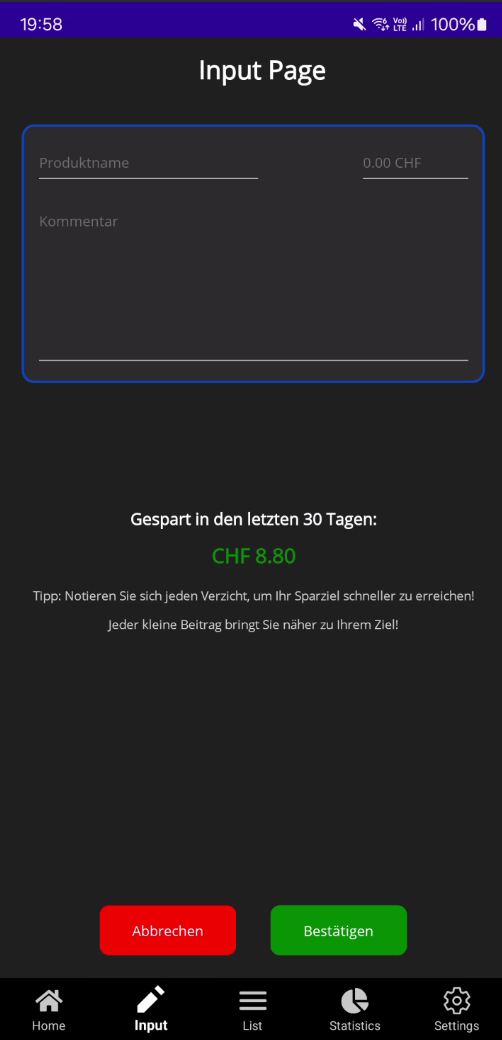 19:58 Vo)) LTE 100%
Input Page
Produktname 0.00 CHF
Kommentar
Gespart in den letzten 30 Tagen:
CHF 8.80
Tipp: Notieren Sie sich jeden Verzicht, um Ihr Sparziel schneller zu erreichen!
Jeder kleine Beitrag bringt Sie näher zu Ihrem Ziel!
Abbrechen Bestätigen
Home Input List Statistics Settings